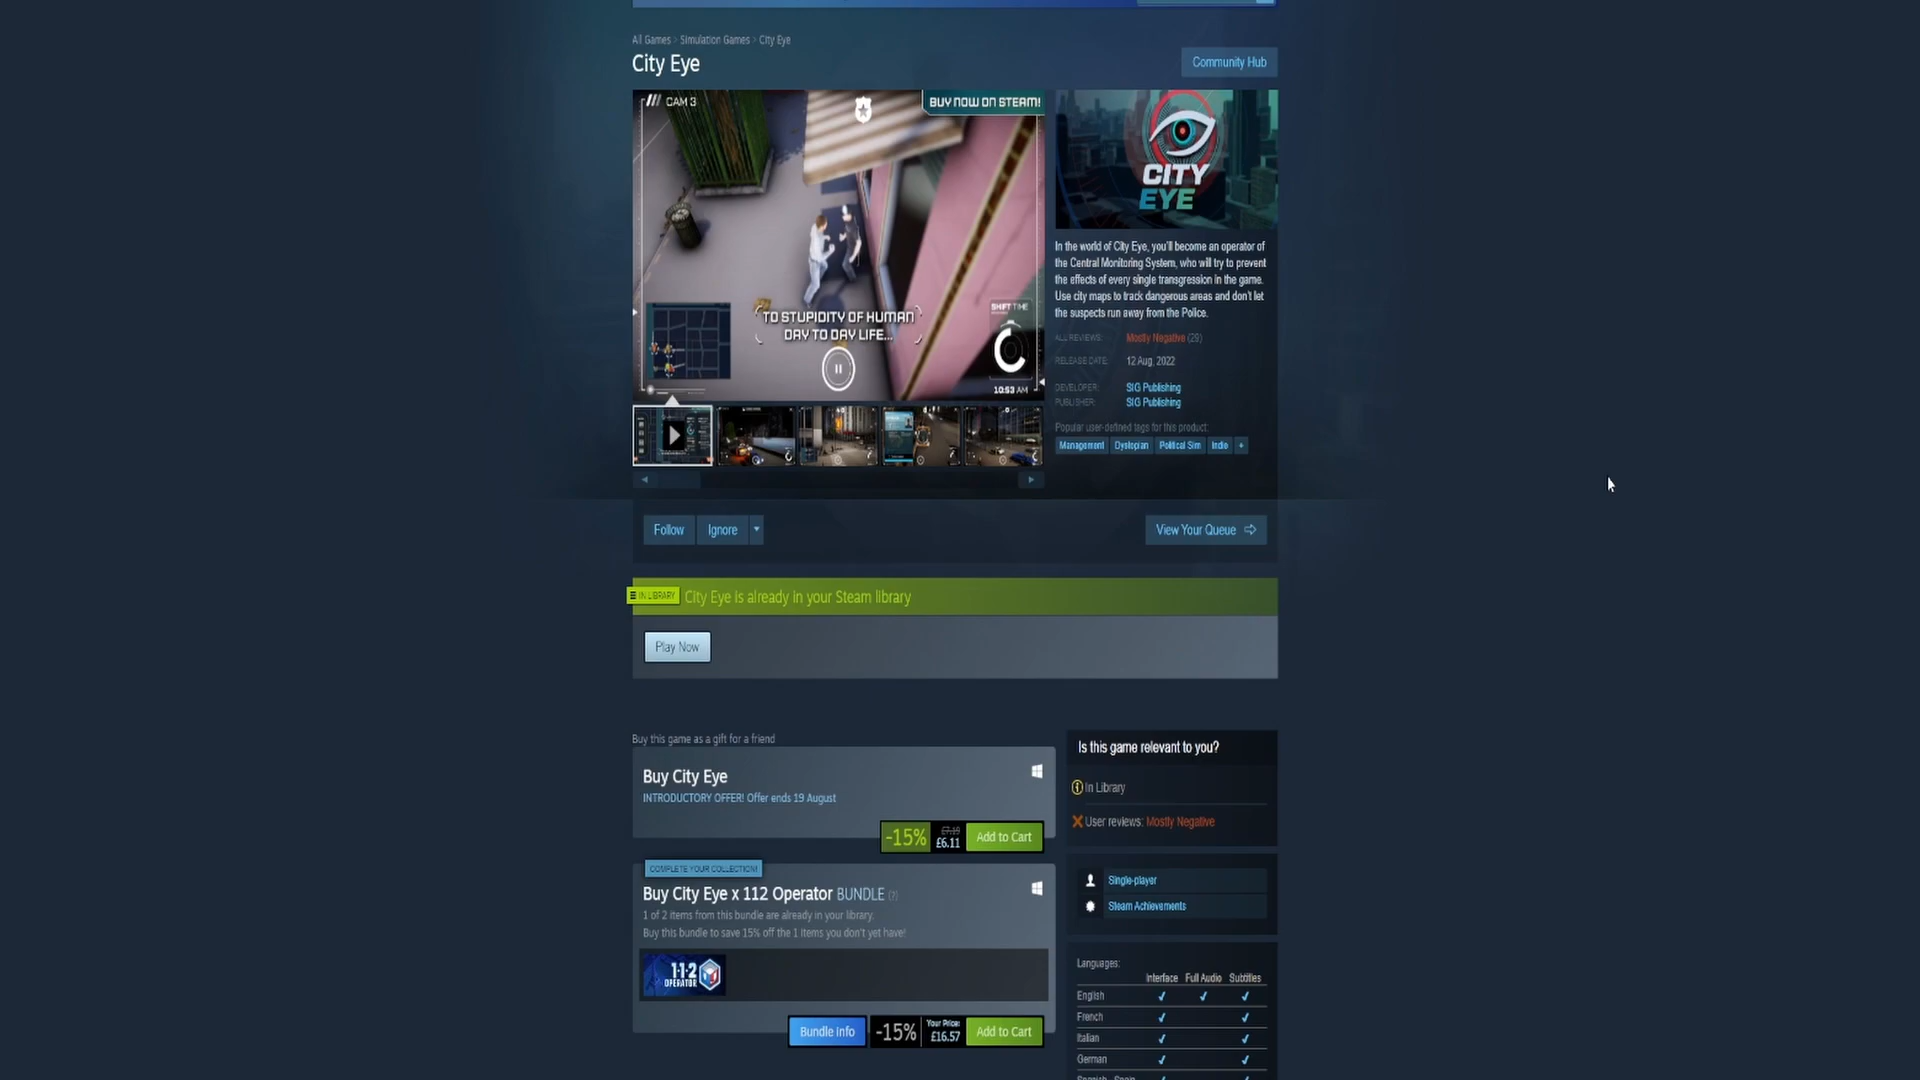 All Games > Simulation Games > City Eye
City Eye
Community Hub
CAM 3
BUY NOW ON STEAM!
TO STUPIDITY OF HUMAN
DAY TO DAY LIFE...
SHIFT TIME
10:53 AM
CITY
EYE
In the world of City Eye, you'll become an operator of
the Central Monitoring System, who will try to prevent
the effects of every single transgression in the game.
Use city maps to track dangerous areas and don't let
the suspects run away from the Police.
ALL REVIEWS: Mostly Negative (29)
RELEASE DATE: 12 Aug, 2022
DEVELOPER: SIG Publishing
PUBLISHER: SIG Publishing
Popular user-defined tags for this product:
Management Dystopian Political Sim Indie +
Follow Ignore
View Your Queue
IN LIBRARY City Eye is already in your Steam library
Play Now
Buy this game as a gift for a friend
Buy City Eye
INTRODUCTORY OFFER! Offer ends 19 August
-15% £7.19 £6.11 Add to Cart
COMPLETE YOUR COLLECTION!
Buy City Eye x 112 Operator BUNDLE (?)
1 of 2 items from this bundle are already in your library.
Buy this bundle to save 15% off the 1 items you don't yet have!
1·1·2
OPERATOR
Bundle Info -15% Your Price: £16.57 Add to Cart
Is this game relevant to you?
In Library
User reviews: Mostly Negative
Single-player
Steam Achievements
Languages:
Interface Full Audio Subtitles
English ✓ ✓ ✓
French ✓ ✓
Italian ✓ ✓
German ✓ ✓